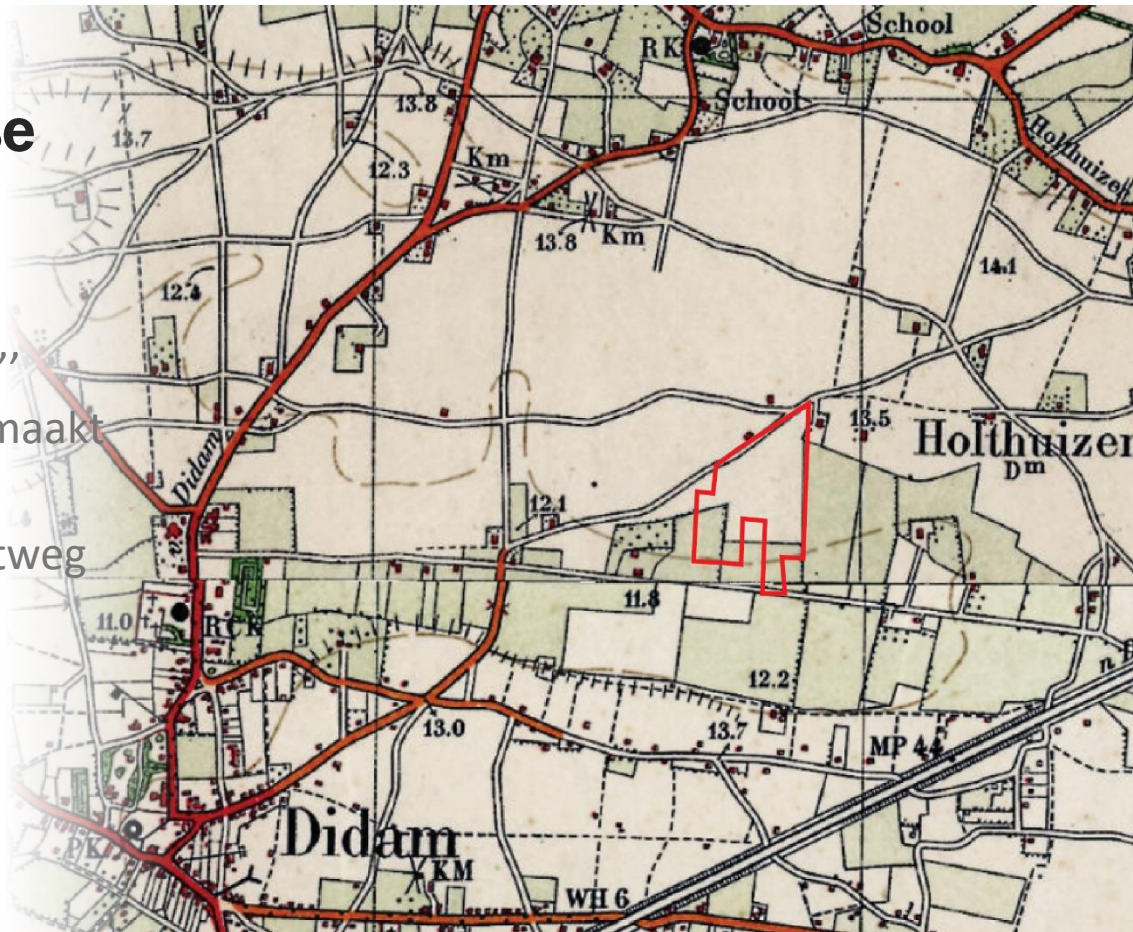 School
RK
School
se
13.8
13.7
Holthuizen
12.3
Km
13.8
Km
14.1
12.4
,,
maakt
13.5
Holthuizen
Dm
Didam
v.
12.1
tweg
11.8
11.0
R C K
12.2
13.0
13.7
MP 44
Didam
PK
KM
WH 6